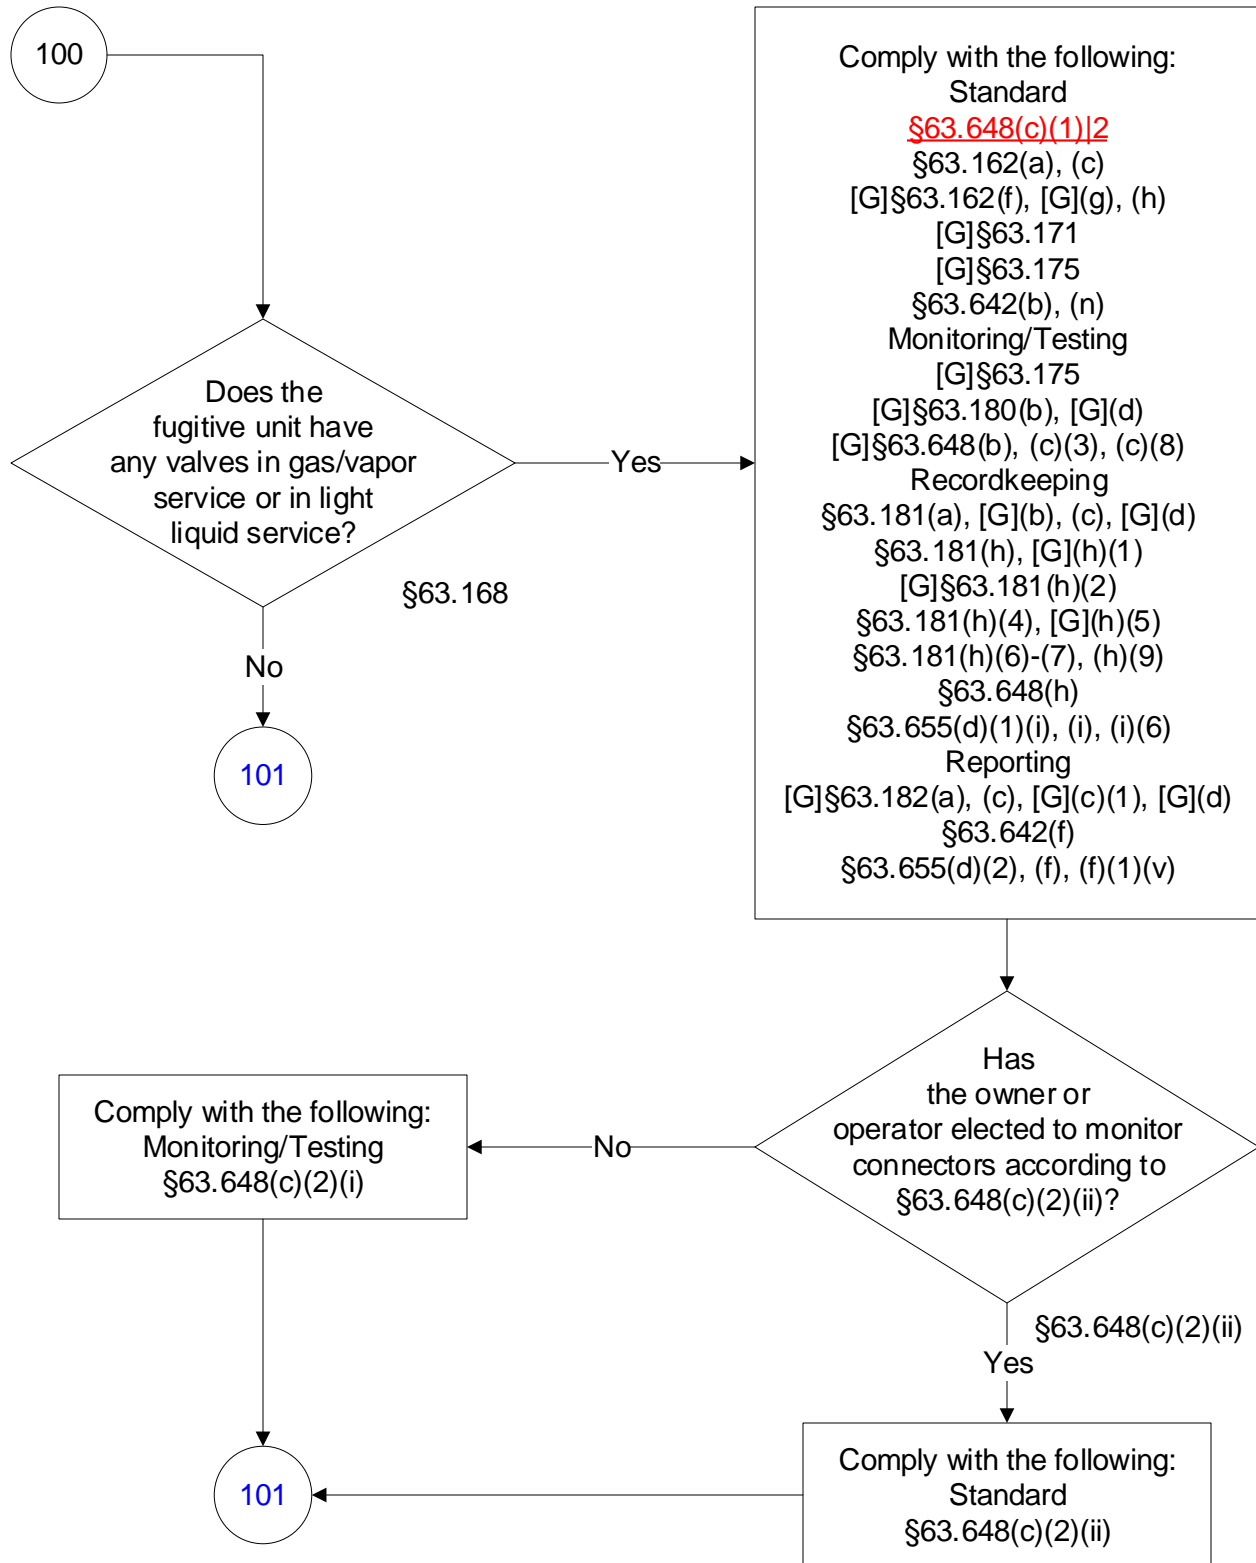 100
Does the
fugitive unit have
any valves in gas/vapor
service or in light
liquid service?
§63.168
Yes
No
101
Comply with the following:
Standard
§63.648(c)(1)|2
§63.162(a), (c)
[G]§63.162(f), [G](g), (h)
[G]§63.171
[G]§63.175
§63.642(b), (n)
Monitoring/Testing
[G]§63.175
[G]§63.180(b), [G](d)
[G]§63.648(b), (c)(3), (c)(8)
Recordkeeping
§63.181(a), [G](b), (c), [G](d)
§63.181(h), [G](h)(1)
[G]§63.181(h)(2)
§63.181(h)(4), [G](h)(5)
§63.181(h)(6)-(7), (h)(9)
§63.648(h)
§63.655(d)(1)(i), (i), (i)(6)
Reporting
[G]§63.182(a), (c), [G](c)(1), [G](d)
§63.642(f)
§63.655(d)(2), (f), (f)(1)(v)
Has
the owner or
operator elected to monitor
connectors according to
§63.648(c)(2)(ii)?
§63.648(c)(2)(ii)
No
Comply with the following:
Monitoring/Testing
§63.648(c)(2)(i)
Yes
Comply with the following:
Standard
§63.648(c)(2)(ii)
101